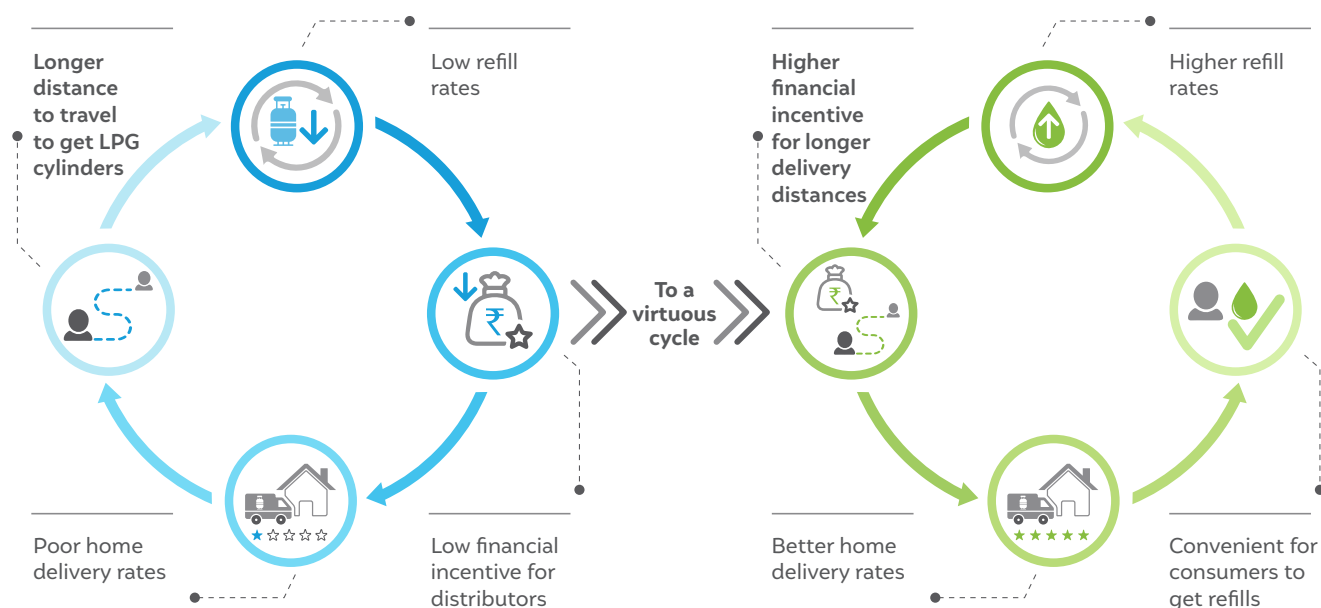 Longer
distance
to travel
to get LPG
cylinders
Low refill
rates
₹
Poor home
delivery rates
Low financial
incentive for
distributors
To a
virtuous
cycle
Higher
financial
incentive
for longer
delivery
distances
Higher refill
rates
₹
Better home
delivery rates
Convenient for
consumers to
get refills